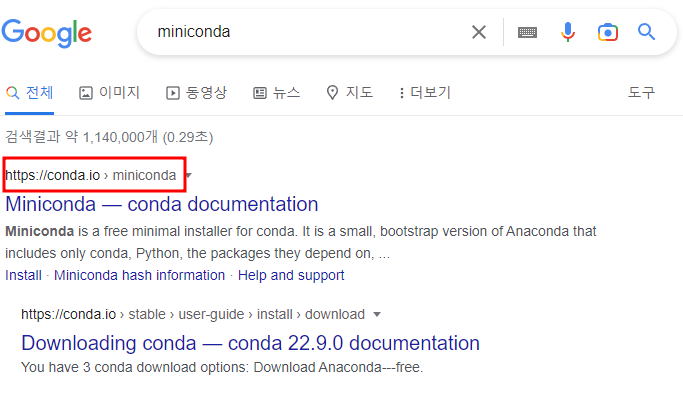 Google miniconda
전체 이미지 동영상 뉴스 지도 더보기 도구
검색결과 약 1,140,000개 (0.29초)
https://conda.io › miniconda
Miniconda — conda documentation
Miniconda is a free minimal installer for conda. It is a small, bootstrap version of Anaconda that
includes only conda, Python, the packages they depend on, ...
Install · Miniconda hash information · Help and support
https://conda.io › stable › user-guide › install › download
Downloading conda — conda 22.9.0 documentation
You have 3 conda download options: Download Anaconda---free.